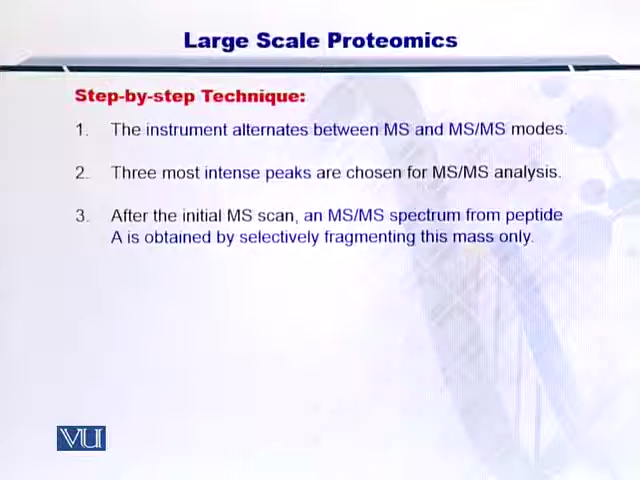 Large Scale Proteomics
Step-by-step Technique:
1. The instrument alternates between MS and MS/MS modes.
2. Three most intense peaks are chosen for MS/MS analysis.
3. After the initial MS scan, an MS/MS spectrum from peptide
A is obtained by selectively fragmenting this mass only.
VU